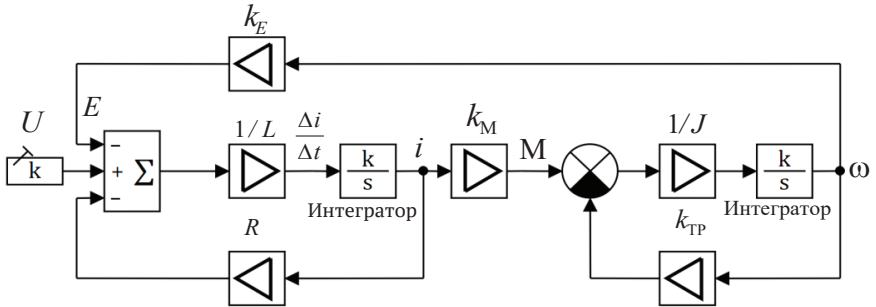 k_E
E
U
k
−
+
−
Σ
1/L
Δi
Δt
k
s
Интегратор
i
k_М
М
1/J
k
s
Интегратор
ω
R
k_ТР